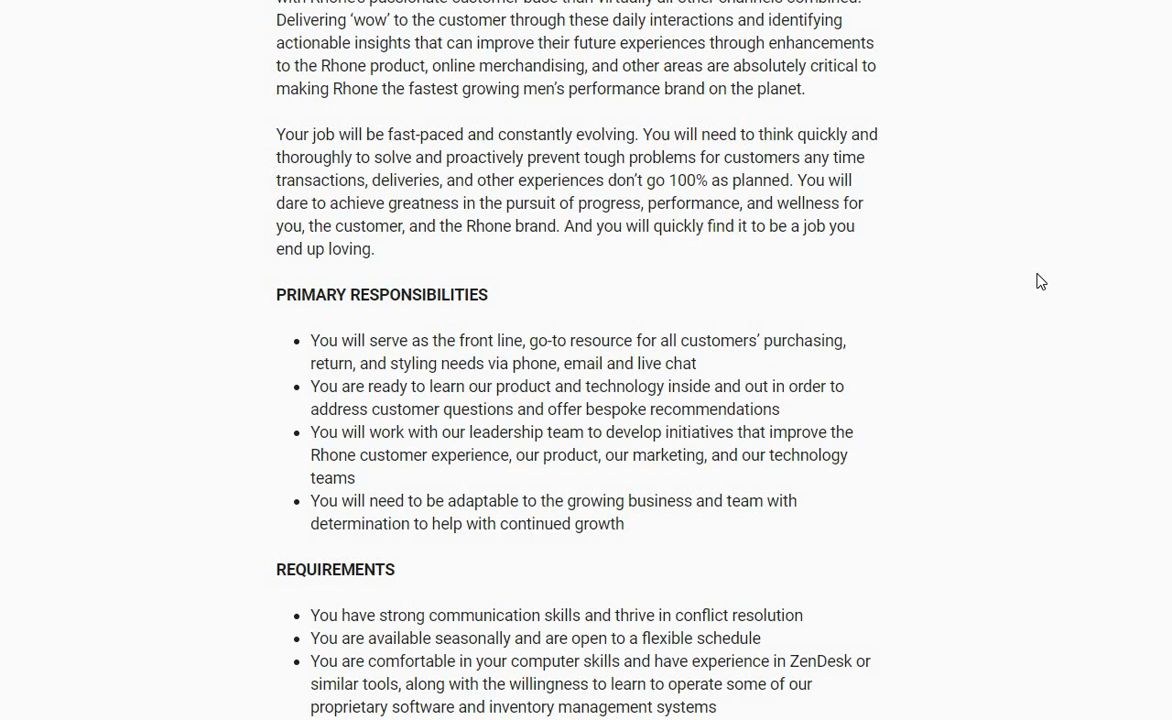 with Rhone's passionate customer base than virtually all other channels combined.
Delivering ‘wow’ to the customer through these daily interactions and identifying
actionable insights that can improve their future experiences through enhancements
to the Rhone product, online merchandising, and other areas are absolutely critical to
making Rhone the fastest growing men’s performance brand on the planet.
Your job will be fast-paced and constantly evolving. You will need to think quickly and
thoroughly to solve and proactively prevent tough problems for customers any time
transactions, deliveries, and other experiences don’t go 100% as planned. You will
dare to achieve greatness in the pursuit of progress, performance, and wellness for
you, the customer, and the Rhone brand. And you will quickly find it to be a job you
end up loving.
PRIMARY RESPONSIBILITIES
• You will serve as the front line, go-to resource for all customers’ purchasing,
return, and styling needs via phone, email and live chat
• You are ready to learn our product and technology inside and out in order to
address customer questions and offer bespoke recommendations
• You will work with our leadership team to develop initiatives that improve the
Rhone customer experience, our product, our marketing, and our technology
teams
• You will need to be adaptable to the growing business and team with
determination to help with continued growth
REQUIREMENTS
• You have strong communication skills and thrive in conflict resolution
• You are available seasonally and are open to a flexible schedule
• You are comfortable in your computer skills and have experience in ZenDesk or
similar tools, along with the willingness to learn to operate some of our
proprietary software and inventory management systems